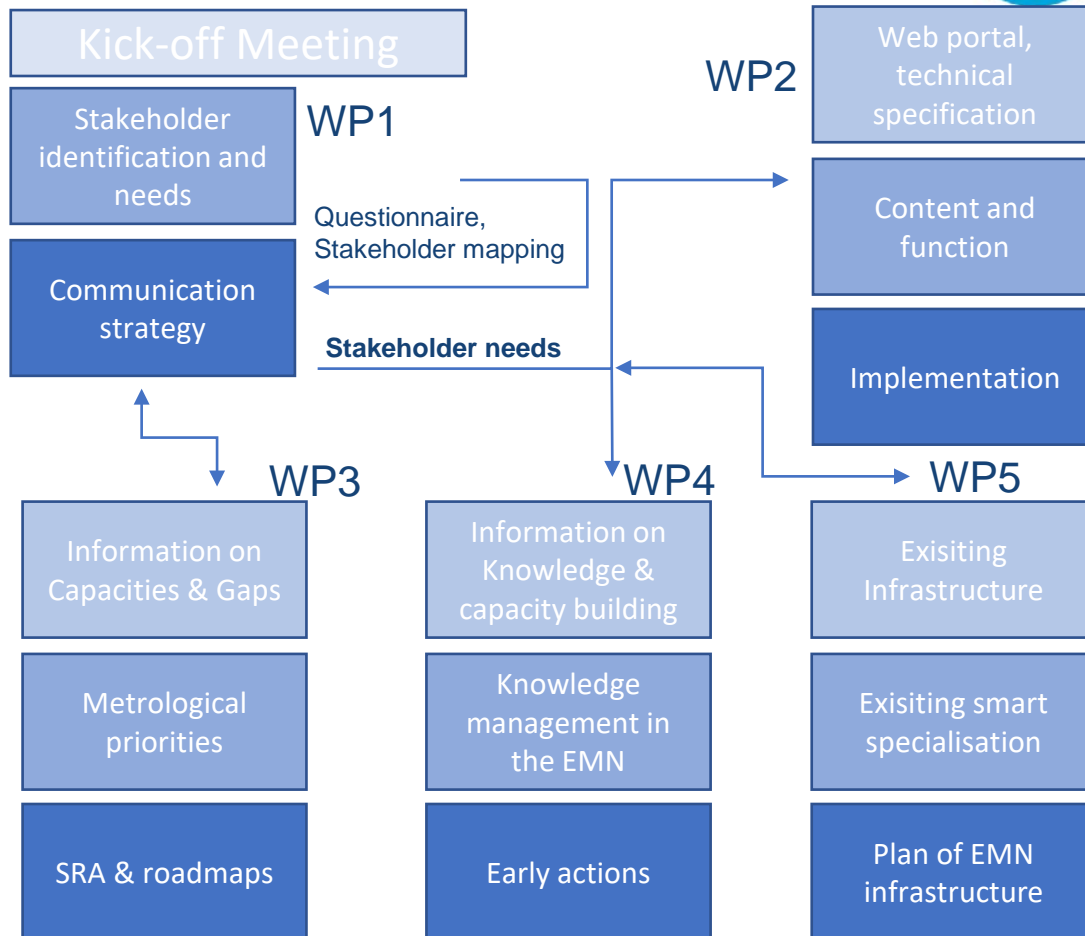 Kick-off Meeting
Stakeholder
identification and
needs
WP1
Communication
strategy
Questionnaire,
Stakeholder mapping
Stakeholder needs
WP2
Web portal,
technical
specification
Content and
function
Implementation
WP3
Information on
Capacities & Gaps
Metrological
priorities
SRA & roadmaps
WP4
Information on
Knowledge &
capacity building
Knowledge
management in
the EMN
Early actions
WP5
Exisiting
Infrastructure
Exisiting smart
specialisation
Plan of EMN
infrastructure